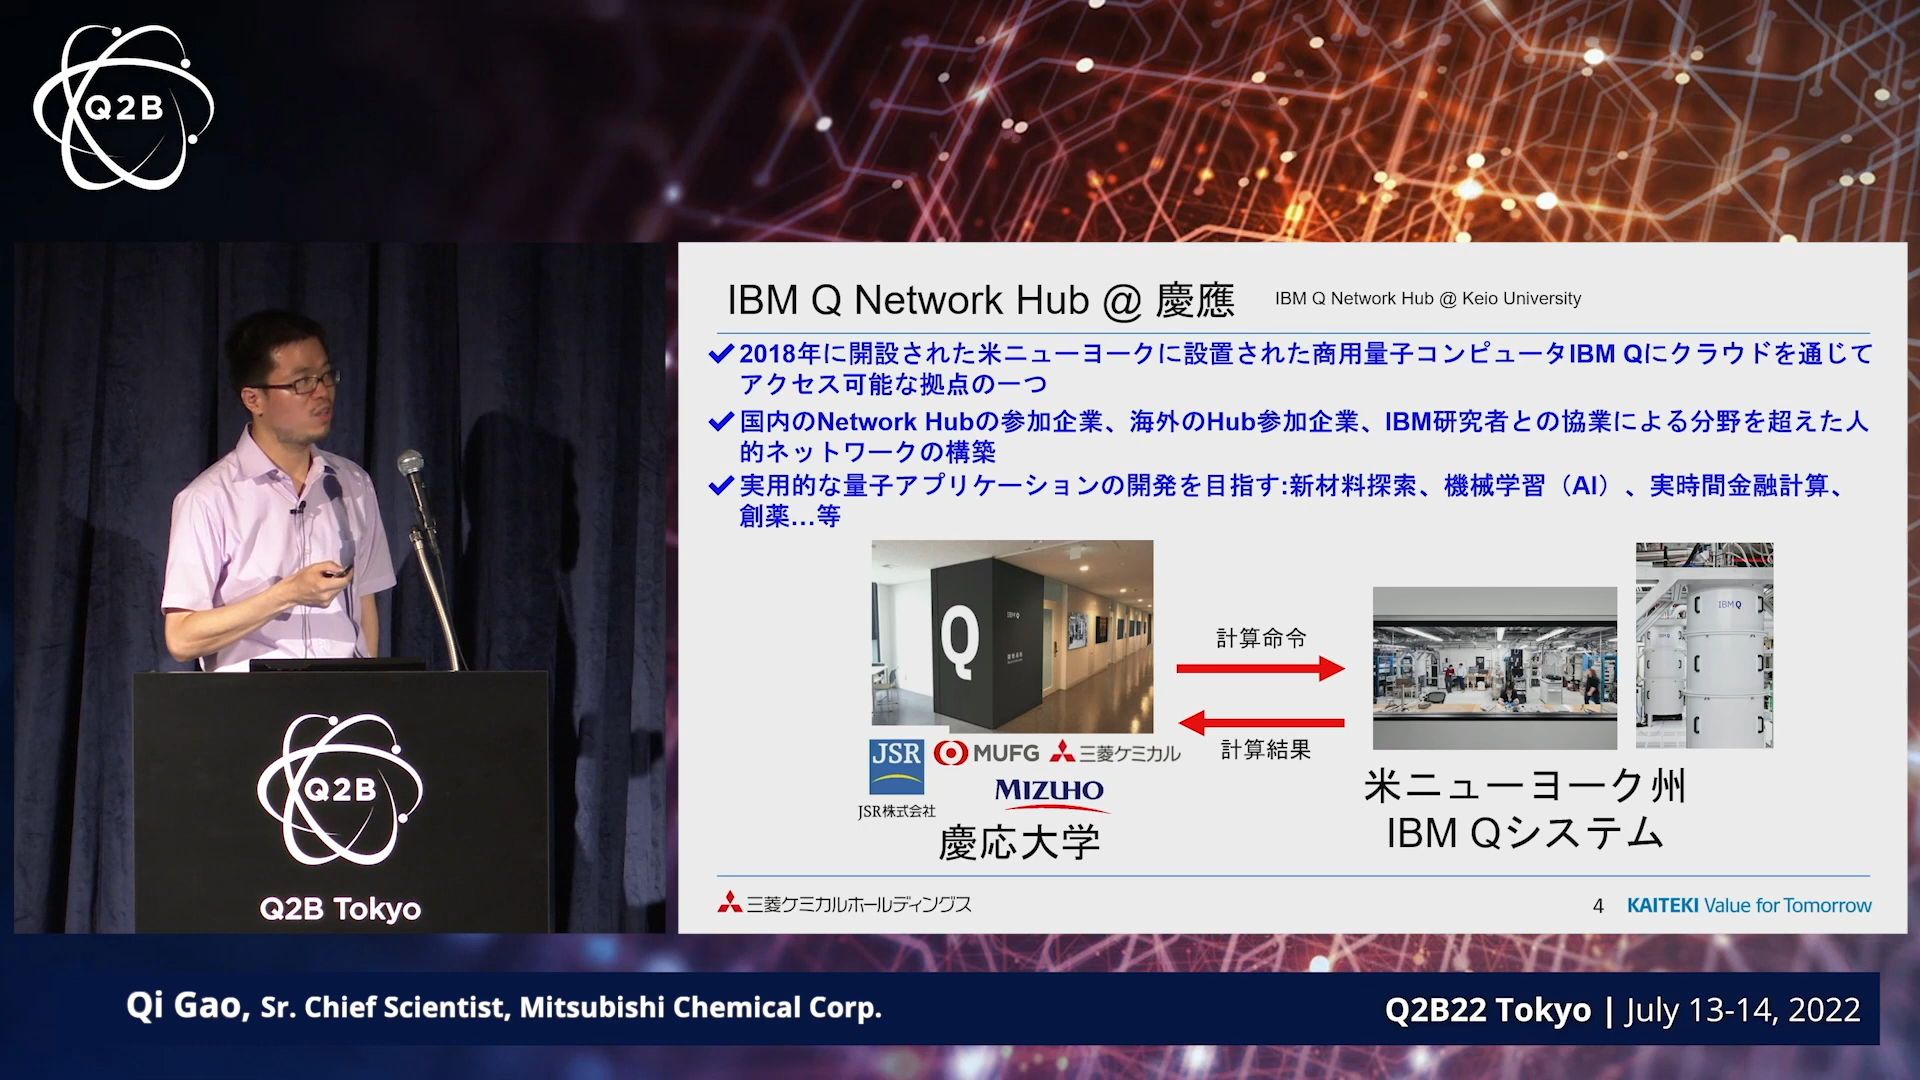 Q2B
IBM Q Network Hub @ 慶應
IBM Q Network Hub @ Keio University
2018年に開設された米ニューヨークに設置された商用量子コンピュータIBM Qにクラウドを通じて
アクセス可能な拠点の一つ
国内のNetwork Hubの参加企業、海外のHub参加企業、IBM研究者との協業による分野を超えた人
的ネットワークの構築
実用的な量子アプリケーションの開発を目指す:新材料探索、機械学習（AI）、実時間金融計算、
創薬…等
Q
IBM Q
計算命令
計算結果
IBM Q
JSR
JSR株式会社
MUFG
三菱ケミカル
MIZUHO
慶応大学
米ニューヨーク州
IBM Qシステム
三菱ケミカルホールディングス
4
KAITEKI Value for Tomorrow
Q2B
Q2B Tokyo
Qi Gao, Sr. Chief Scientist, Mitsubishi Chemical Corp.
Q2B22 Tokyo | July 13-14, 2022